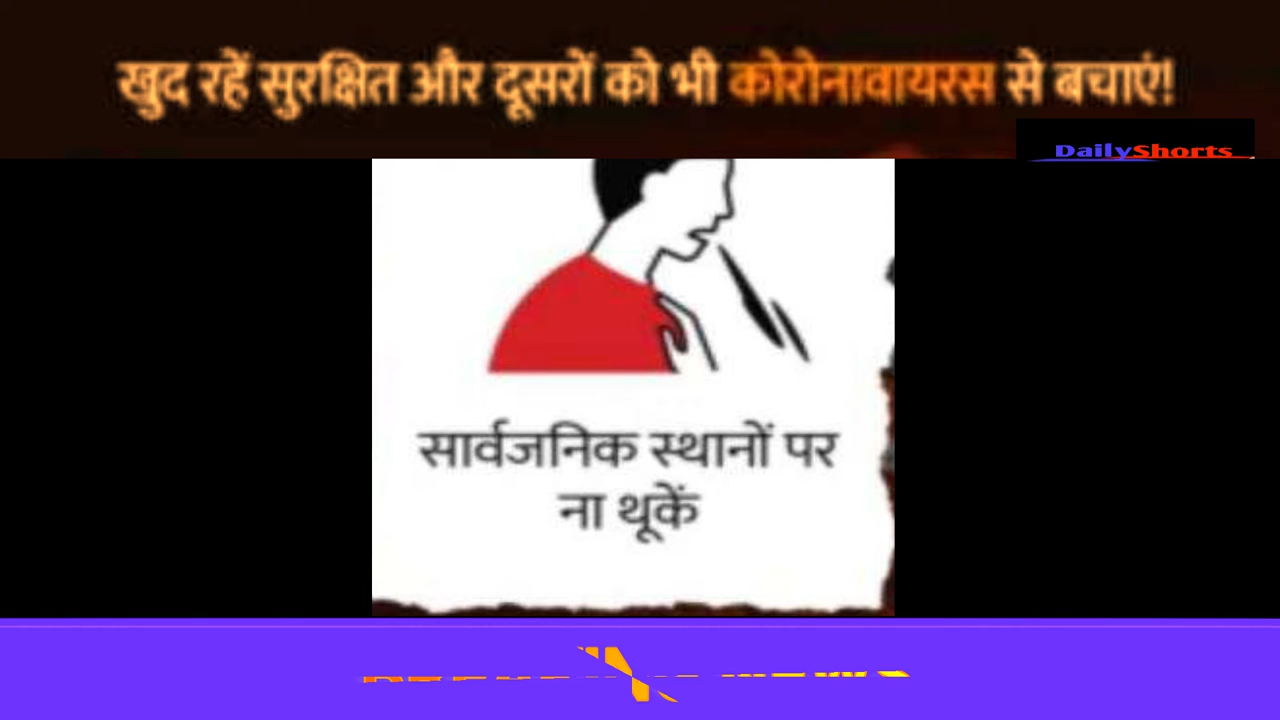 खुद रहें सुरक्षित और दूसरों को भी कोरोनावायरस से बचाएं!
DailyShorts
सार्वजनिक स्थानों पर
ना थूकें